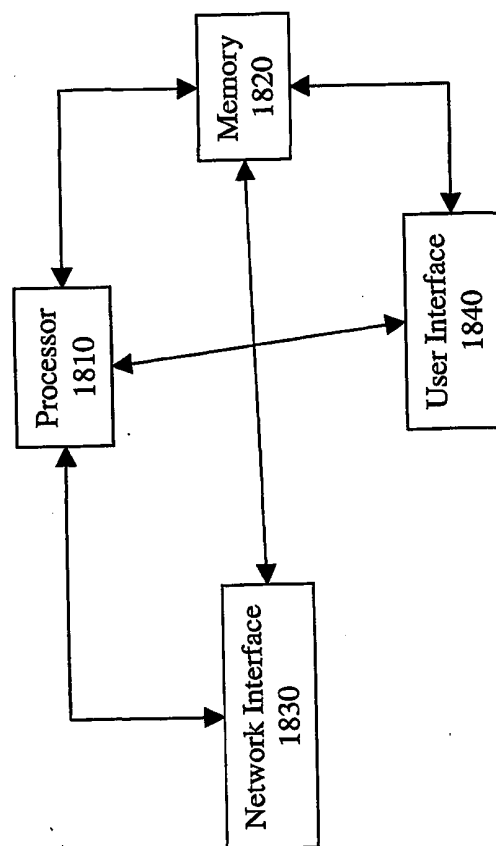 Processor
1810
Memory
1820
Network Interface
1830
User Interface
1840